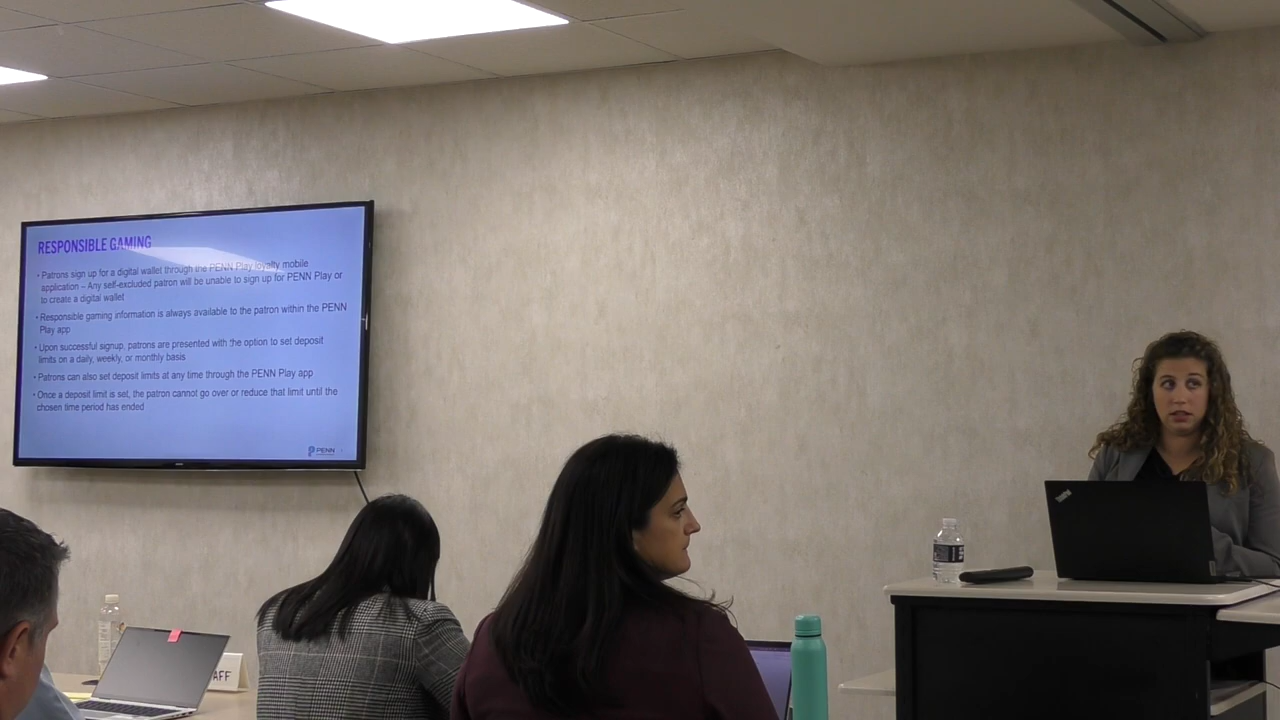 RESPONSIBLE GAMING
• Patrons sign up for a digital wallet through the PENN Play loyalty mobile
application – Any self-excluded patron will be unable to sign up for PENN Play or
to create a digital wallet
• Responsible gaming information is always available to the patron within the PENN
Play app
• Upon successful signup, patrons are presented with the option to set deposit
limits on a daily, weekly, or monthly basis
• Patrons can also set deposit limits at any time through the PENN Play app
• Once a deposit limit is set, the patron cannot go over or reduce that limit until the
chosen time period has ended
PENN
AFF
ThinkPad